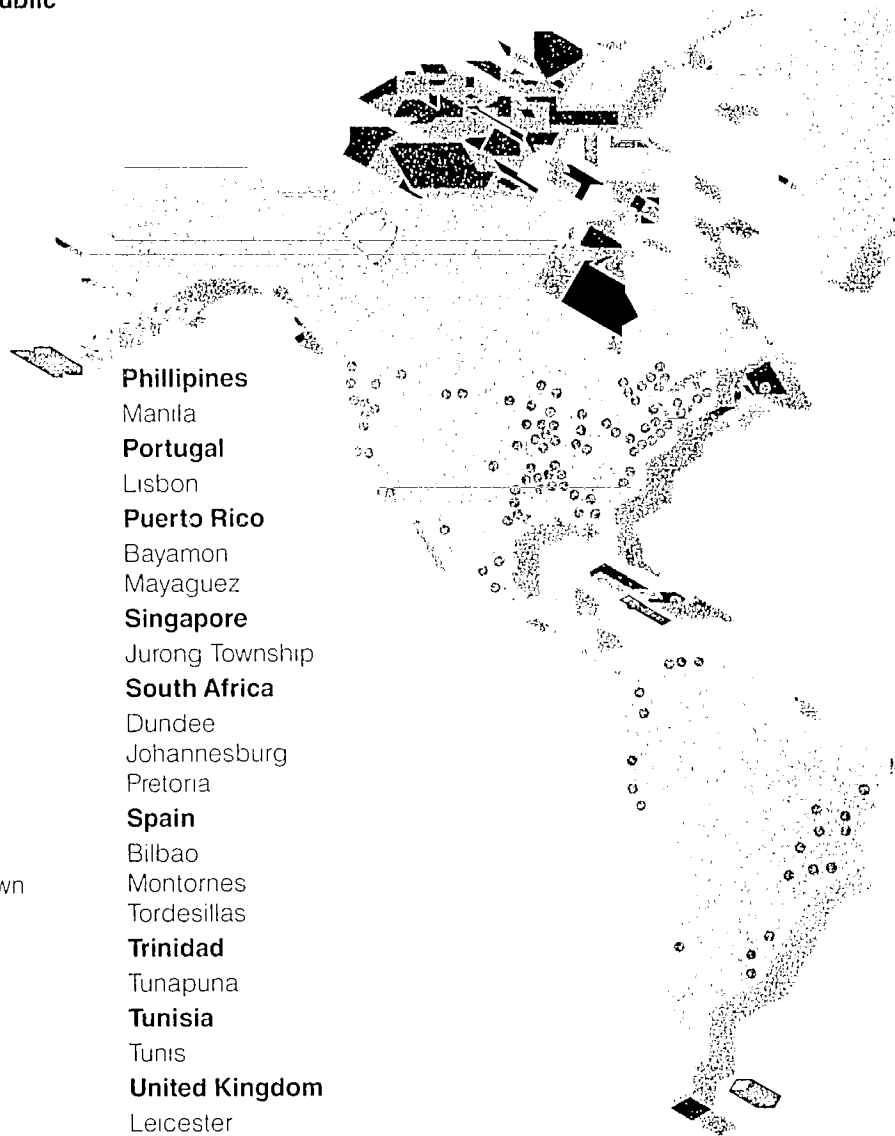 Phillipines
Manila
Portugal
Lisbon
Puerto Rico
Bayamon
Mayaguez
Singapore
Jurong Township
South Africa
Dundee
Johannesburg
Pretoria
Spain
Bilbao
Montornes
Tordesillas
Trinidad
Tunapuna
Tunisia
Tunis
United Kingdom
Leicester